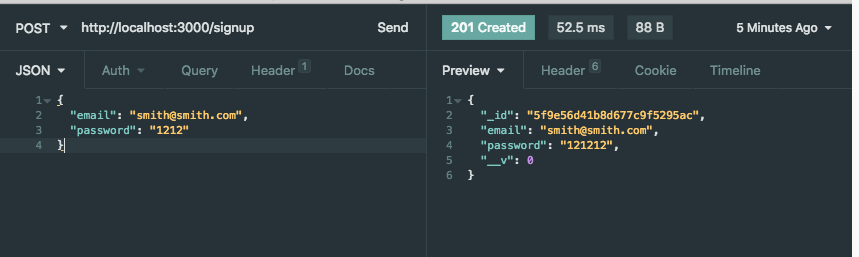 POST http://localhost:3000/signup Send 201 Created 52.5 ms 88 B 5 Minutes Ago
JSON Auth Query Header 1 Docs Preview Header 6 Cookie Timeline
1 {
2 "email": "smith@smith.com",
3 "password": "1212"
4 }
1 {
2 "_id": "5f9e56d41b8d677c9f5295ac",
3 "email": "smith@smith.com",
4 "password": "121212",
5 "__v": 0
6 }